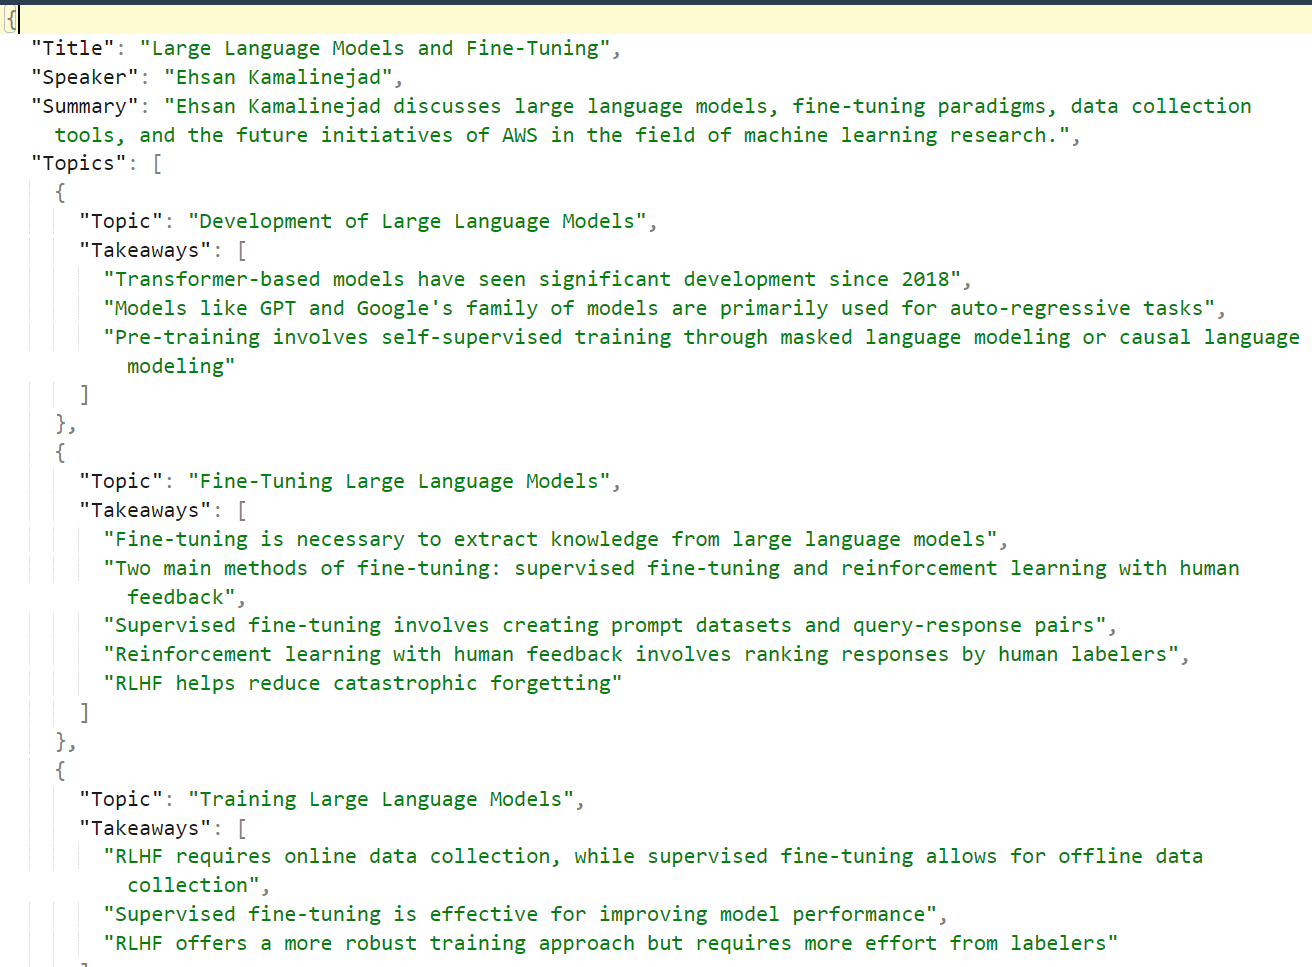 {
"Title": "Large Language Models and Fine-Tuning",
"Speaker": "Ehsan Kamalinejad",
"Summary": "Ehsan Kamalinejad discusses large language models, fine-tuning paradigms, data collection
tools, and the future initiatives of AWS in the field of machine learning research.",
"Topics": [
{
"Topic": "Development of Large Language Models",
"Takeaways": [
"Transformer-based models have seen significant development since 2018",
"Models like GPT and Google's family of models are primarily used for auto-regressive tasks",
"Pre-training involves self-supervised training through masked language modeling or causal language
modeling"
]
},
{
"Topic": "Fine-Tuning Large Language Models",
"Takeaways": [
"Fine-tuning is necessary to extract knowledge from large language models",
"Two main methods of fine-tuning: supervised fine-tuning and reinforcement learning with human
feedback",
"Supervised fine-tuning involves creating prompt datasets and query-response pairs",
"Reinforcement learning with human feedback involves ranking responses by human labelers",
"RLHF helps reduce catastrophic forgetting"
]
},
{
"Topic": "Training Large Language Models",
"Takeaways": [
"RLHF requires online data collection, while supervised fine-tuning allows for offline data
collection",
"Supervised fine-tuning is effective for improving model performance",
"RLHF offers a more robust training approach but requires more effort from labelers"
]